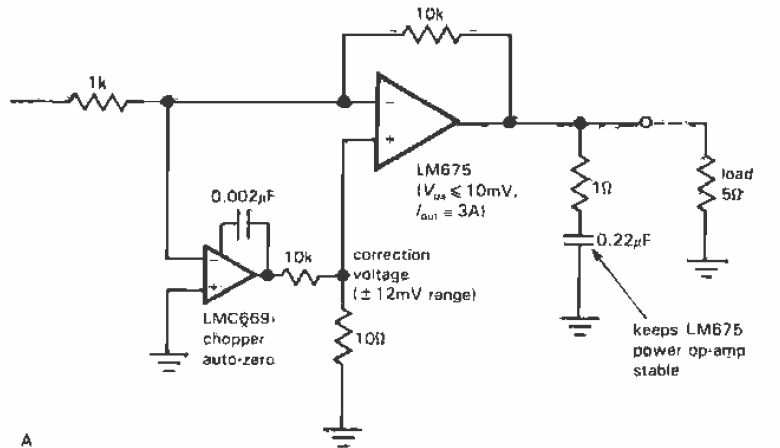 10k
1k
−
+
LM675
(Vos ⩽ 10mV,
Iout = 3A)
1Ω
load
5Ω
0.002μF
0.22μF
−
+
10k
correction
voltage
(± 12mV range)
LMC669
chopper
auto-zero
10Ω
keeps LM675
power op-amp
stable
A